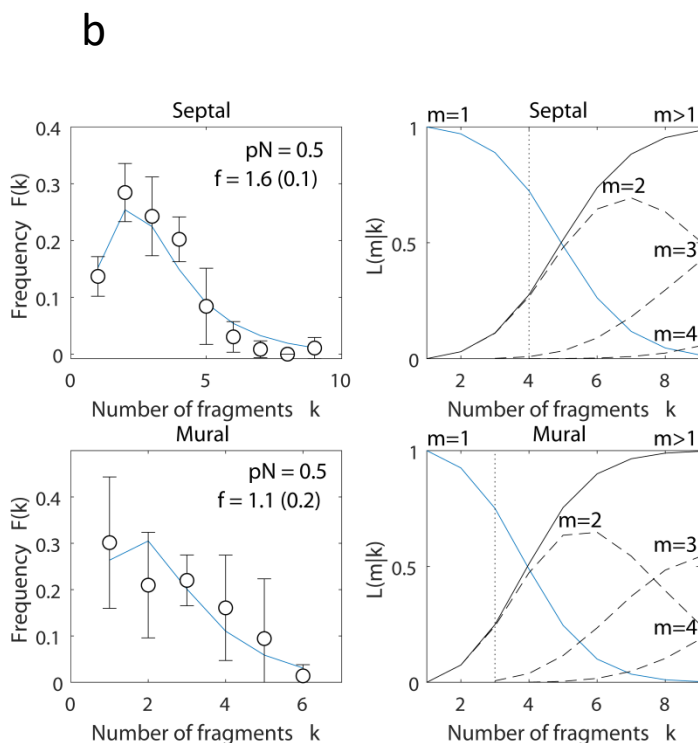 b
Septal
Frequency F(k)
0.4
0.3
0.2
0.1
0
pN = 0.5
f = 1.6 (0.1)
0 5 10
Number of fragments k
m=1 Septal m>1
L(m|k)
1
0.5
0
m=2
m=3
m=4
2 4 6 8
Number of fragments k
Mural
Frequency F(k)
0.4
0.3
0.2
0.1
0
pN = 0.5
f = 1.1 (0.2)
0 2 4 6
Number of fragments k
m=1 Mural m>1
L(m|k)
1
0.5
0
m=2
m=3
m=4
2 4 6 8
Number of fragments k